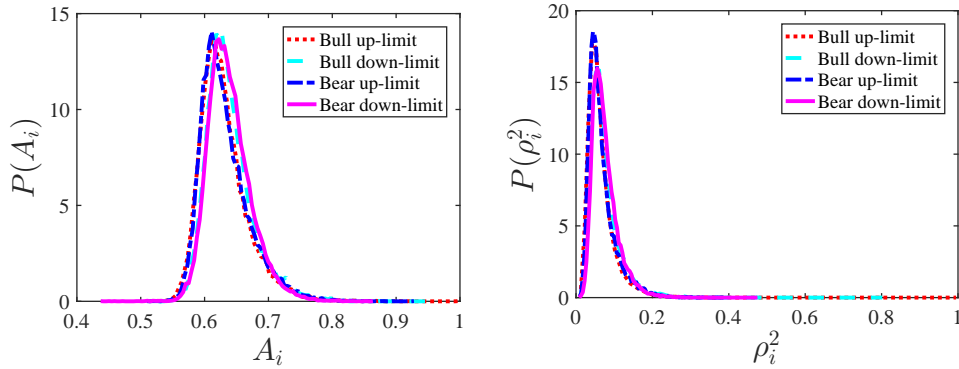 15
10
5
0
P(A_i)
0.4 0.5 0.6 0.7 0.8 0.9 1
A_i
Bull up-limit
Bull down-limit
Bear up-limit
Bear down-limit
20
15
10
5
0
P(ρ_i^2)
0 0.2 0.4 0.6 0.8 1
ρ_i^2
Bull up-limit
Bull down-limit
Bear up-limit
Bear down-limit